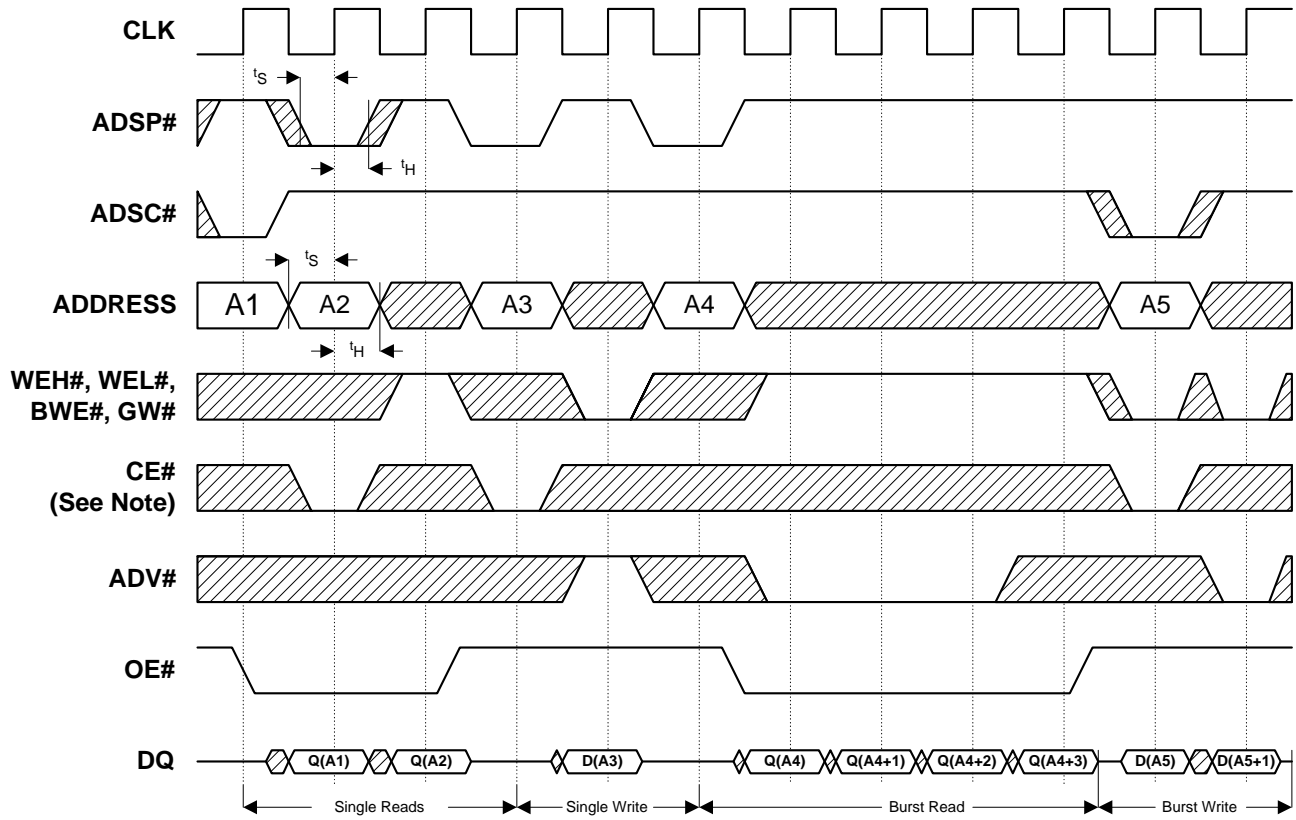 CLK
tS
ADSP#
tH
ADSC#
tS
ADDRESS
A1
A2
A3
A4
A5
tH
WEH#, WEL#,
BWE#, GW#
CE#
(See Note)
ADV#
OE#
DQ
Q(A1)
Q(A2)
D(A3)
Q(A4)
Q(A4+1)
Q(A4+2)
Q(A4+3)
D(A5)
D(A5+1)
Single Reads
Single Write
Burst Read
Burst Write